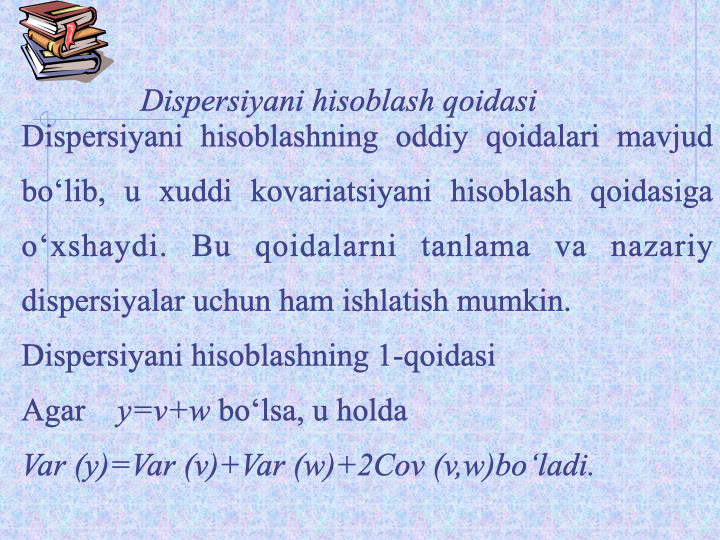 Dispersiyani hisoblash qoidasi
Dispersiyani hisoblashning oddiy qoidalari mavjud
bo‘lib, u xuddi kovariatsiyani hisoblash qoidasiga
o‘xshaydi. Bu qoidalarni tanlama va nazariy
dispersiyalar uchun ham ishlatish mumkin.
Dispersiyani hisoblashning 1-qoidasi
Agar y=v+w bo‘lsa, u holda
Var (y)=Var (v)+Var (w)+2Cov (v,w)bo‘ladi.